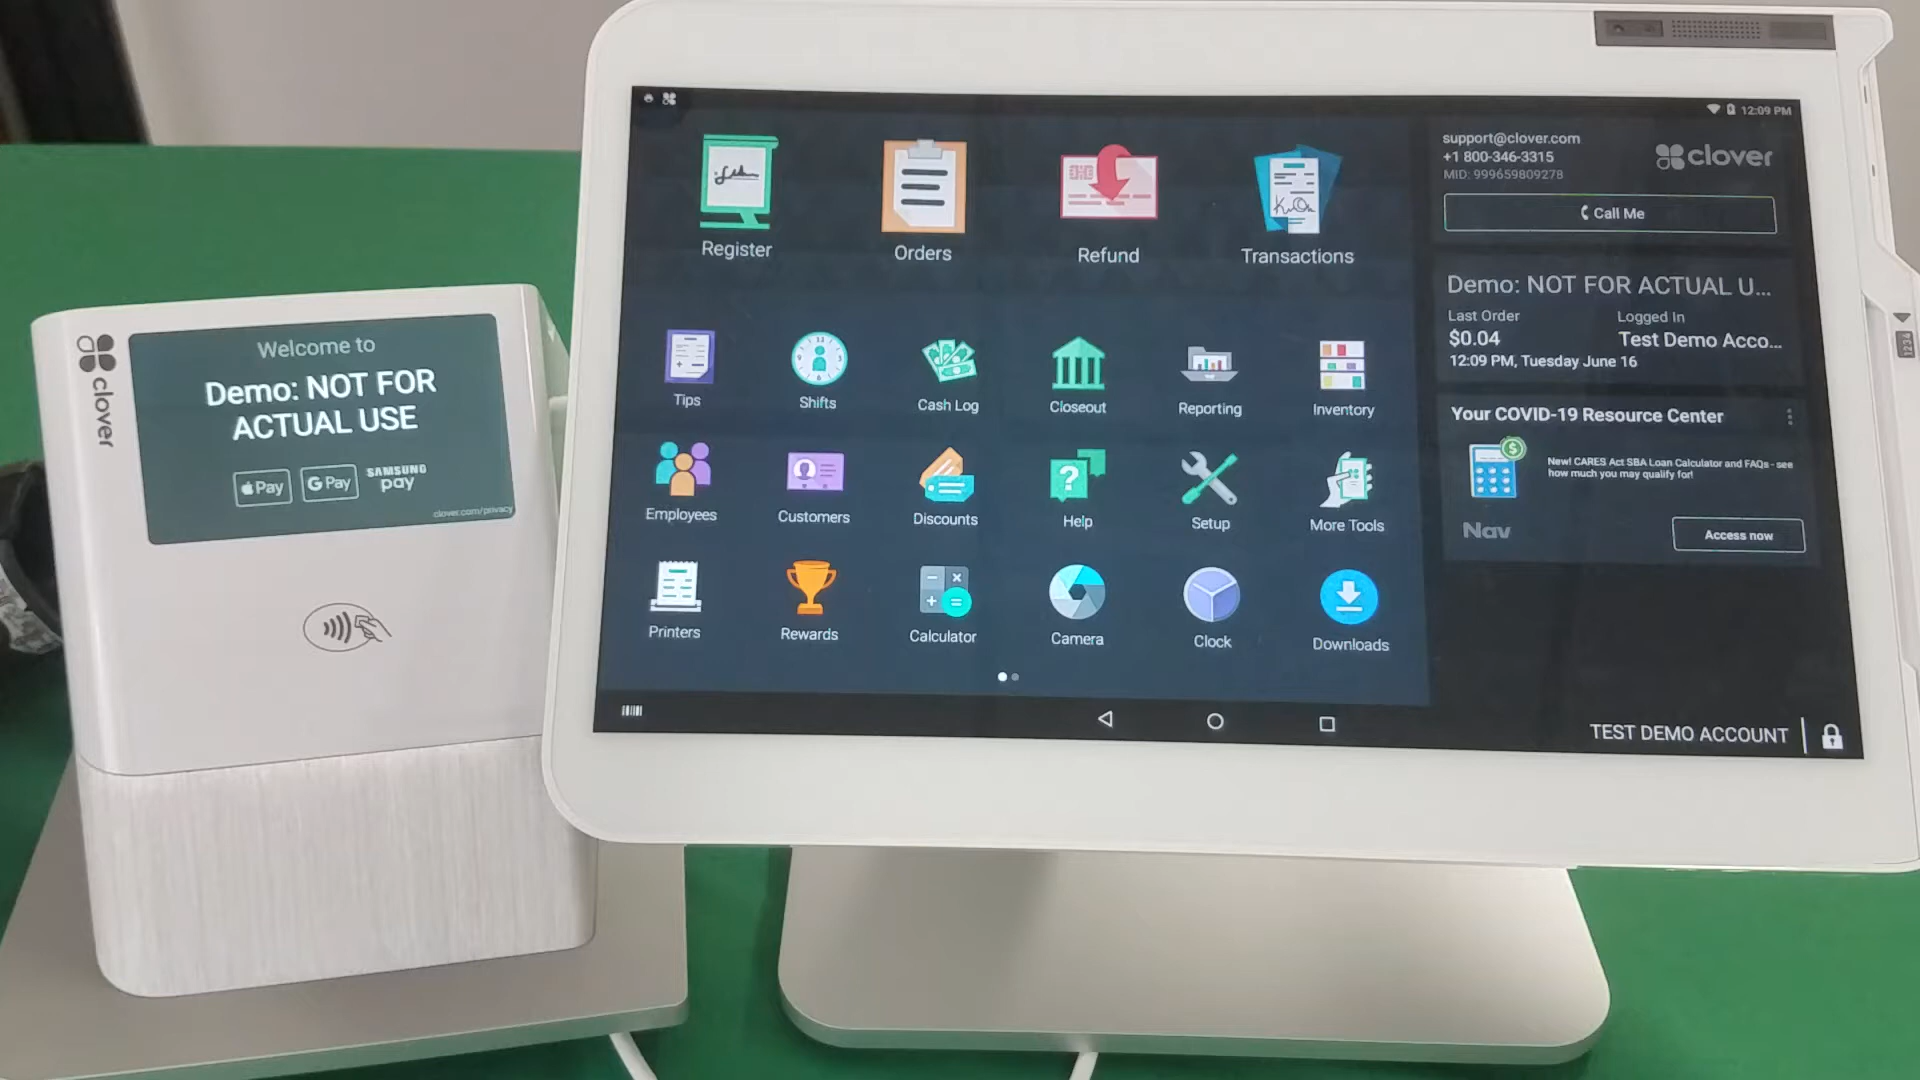 clover
Welcome to
Demo: NOT FOR
ACTUAL USE
Pay
G Pay
SAMSUNG
pay
clover.com/privacy
12:09 PM
Register
Orders
Refund
Transactions
Tips
Shifts
Cash Log
Closeout
Reporting
Inventory
Employees
Customers
Discounts
Help
Setup
More Tools
Printers
Rewards
Calculator
Camera
Clock
Downloads
support@clover.com
+1 800-346-3315
MID: 999659809278
clover
Call Me
Demo: NOT FOR ACTUAL U...
Last Order
Logged In
$0.04
Test Demo Acco...
12:09 PM, Tuesday June 16
Your COVID-19 Resource Center
New! CARES Act SBA Loan Calculator and FAQs - see
how much you may qualify for!
Nav
Access now
TEST DEMO ACCOUNT